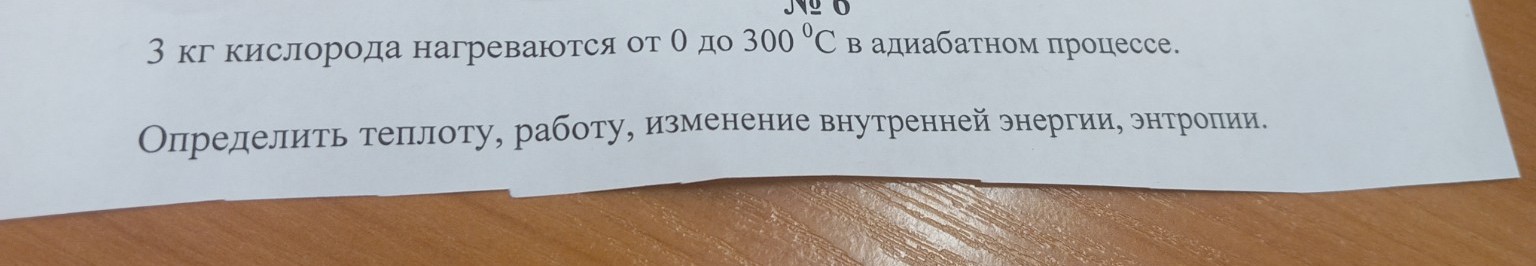 № 6
3 кг кислорода нагреваются от 0 до 300 ⁰С в адиабатном процессе.
Определить теплоту, работу, изменение внутренней энергии, энтропии.